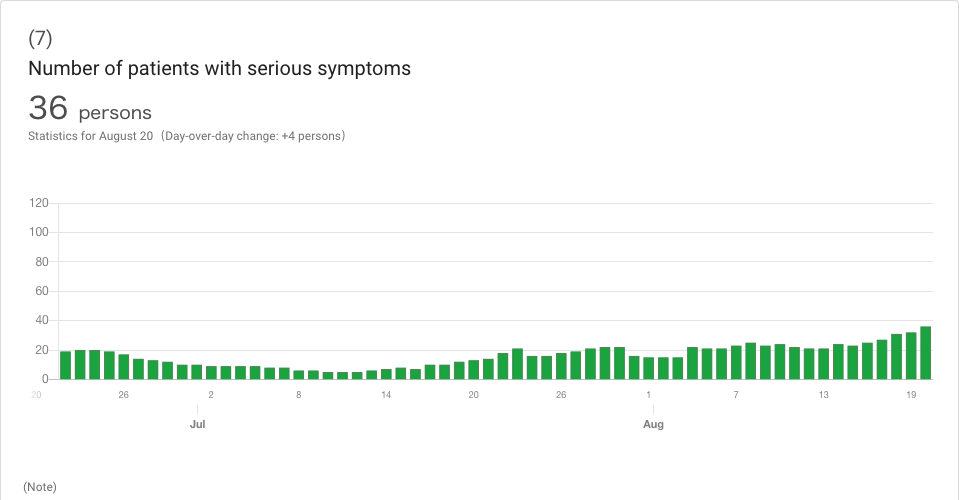 (7)
Number of patients with serious symptoms
36 persons
Statistics for August 20（Day-over-day change: +4 persons）
120
100
80
60
40
20
0
20 26 2 8 14 20 26 1 7 13 19
Jul Aug
(Note)